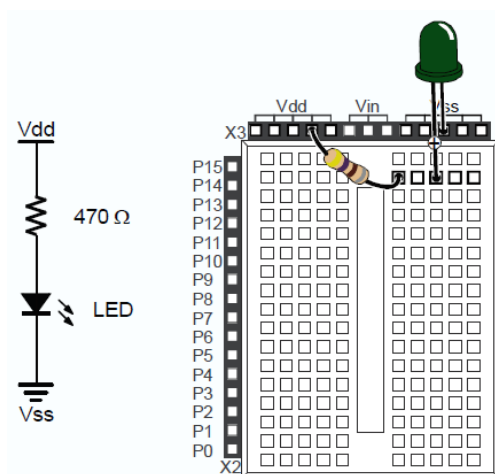 Vdd
470 Ω
LED
Vss
Vdd Vin Vss
X3
P15
P14
P13
P12
P11
P10
P9
P8
P7
P6
P5
P4
P3
P2
P1
P0
X2
+